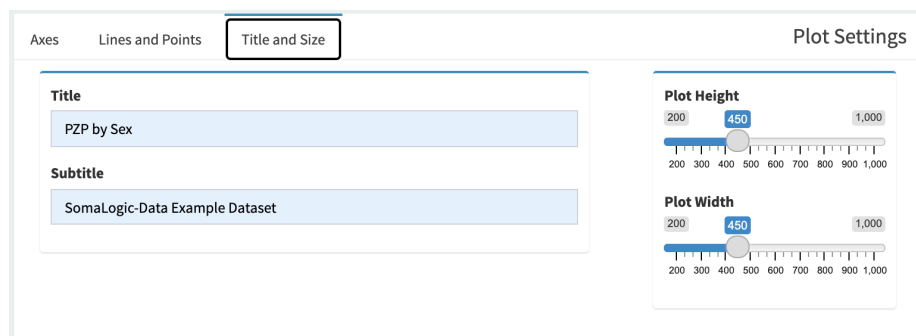 Axes Lines and Points Title and Size Plot Settings
Title
PZP by Sex
Subtitle
SomaLogic-Data Example Dataset
Plot Height
200 450 1,000
200 300 400 500 600 700 800 900 1,000
Plot Width
200 450 1,000
200 300 400 500 600 700 800 900 1,000